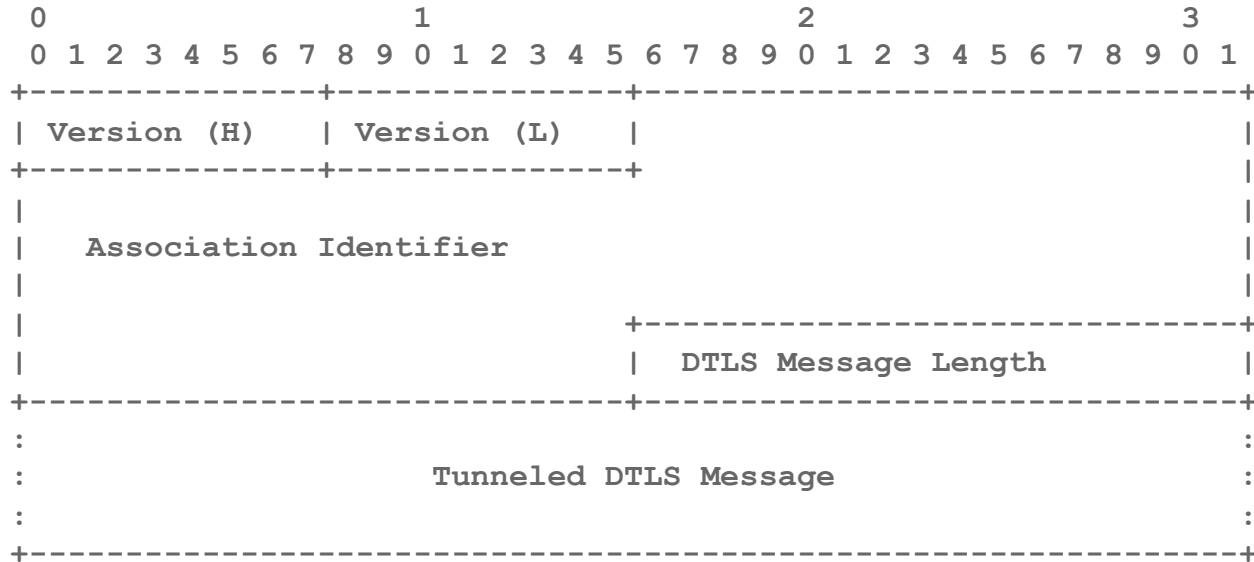 0                   1                   2                   3
0 1 2 3 4 5 6 7 8 9 0 1 2 3 4 5 6 7 8 9 0 1 2 3 4 5 6 7 8 9 0 1
+---------------+---------------+-------------------------------+
| Version (H)   | Version (L)   |                               |
+---------------+---------------+                               |
|                                                               |
|   Association Identifier                                      |
|                                                               |
|                               +-------------------------------+
|                               |  DTLS Message Length          |
+-------------------------------+-------------------------------+
:                                                               :
:                     Tunneled DTLS Message                     :
:                                                               :
+---------------------------------------------------------------+